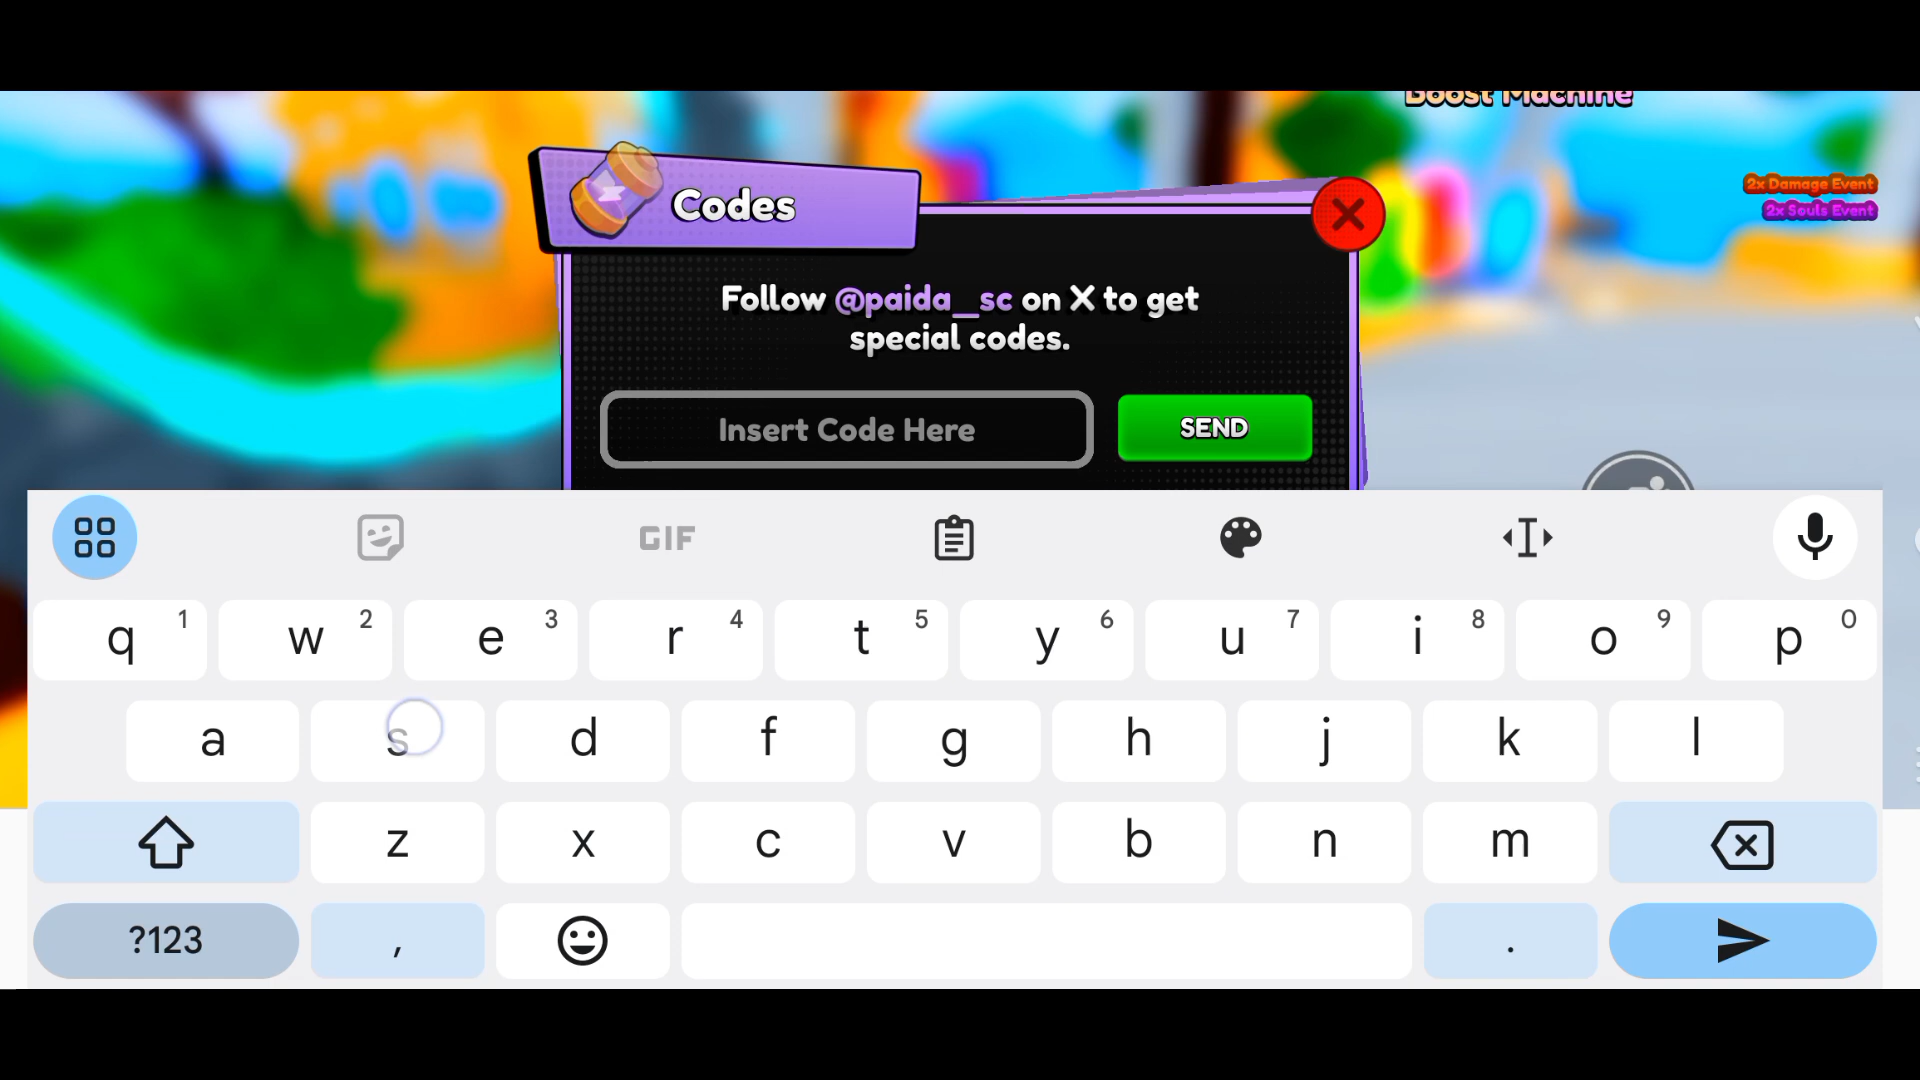 Boost Machine
2x Damage Event
2x Souls Event
Codes
Follow @paida__sc on X to get
special codes.
Insert Code Here
SEND
GIF
q 1 w 2 e 3 r 4 t 5 y 6 u 7 i 8 o 9 p 0
a s d f g h j k l
z x c v b n m
?123 , .